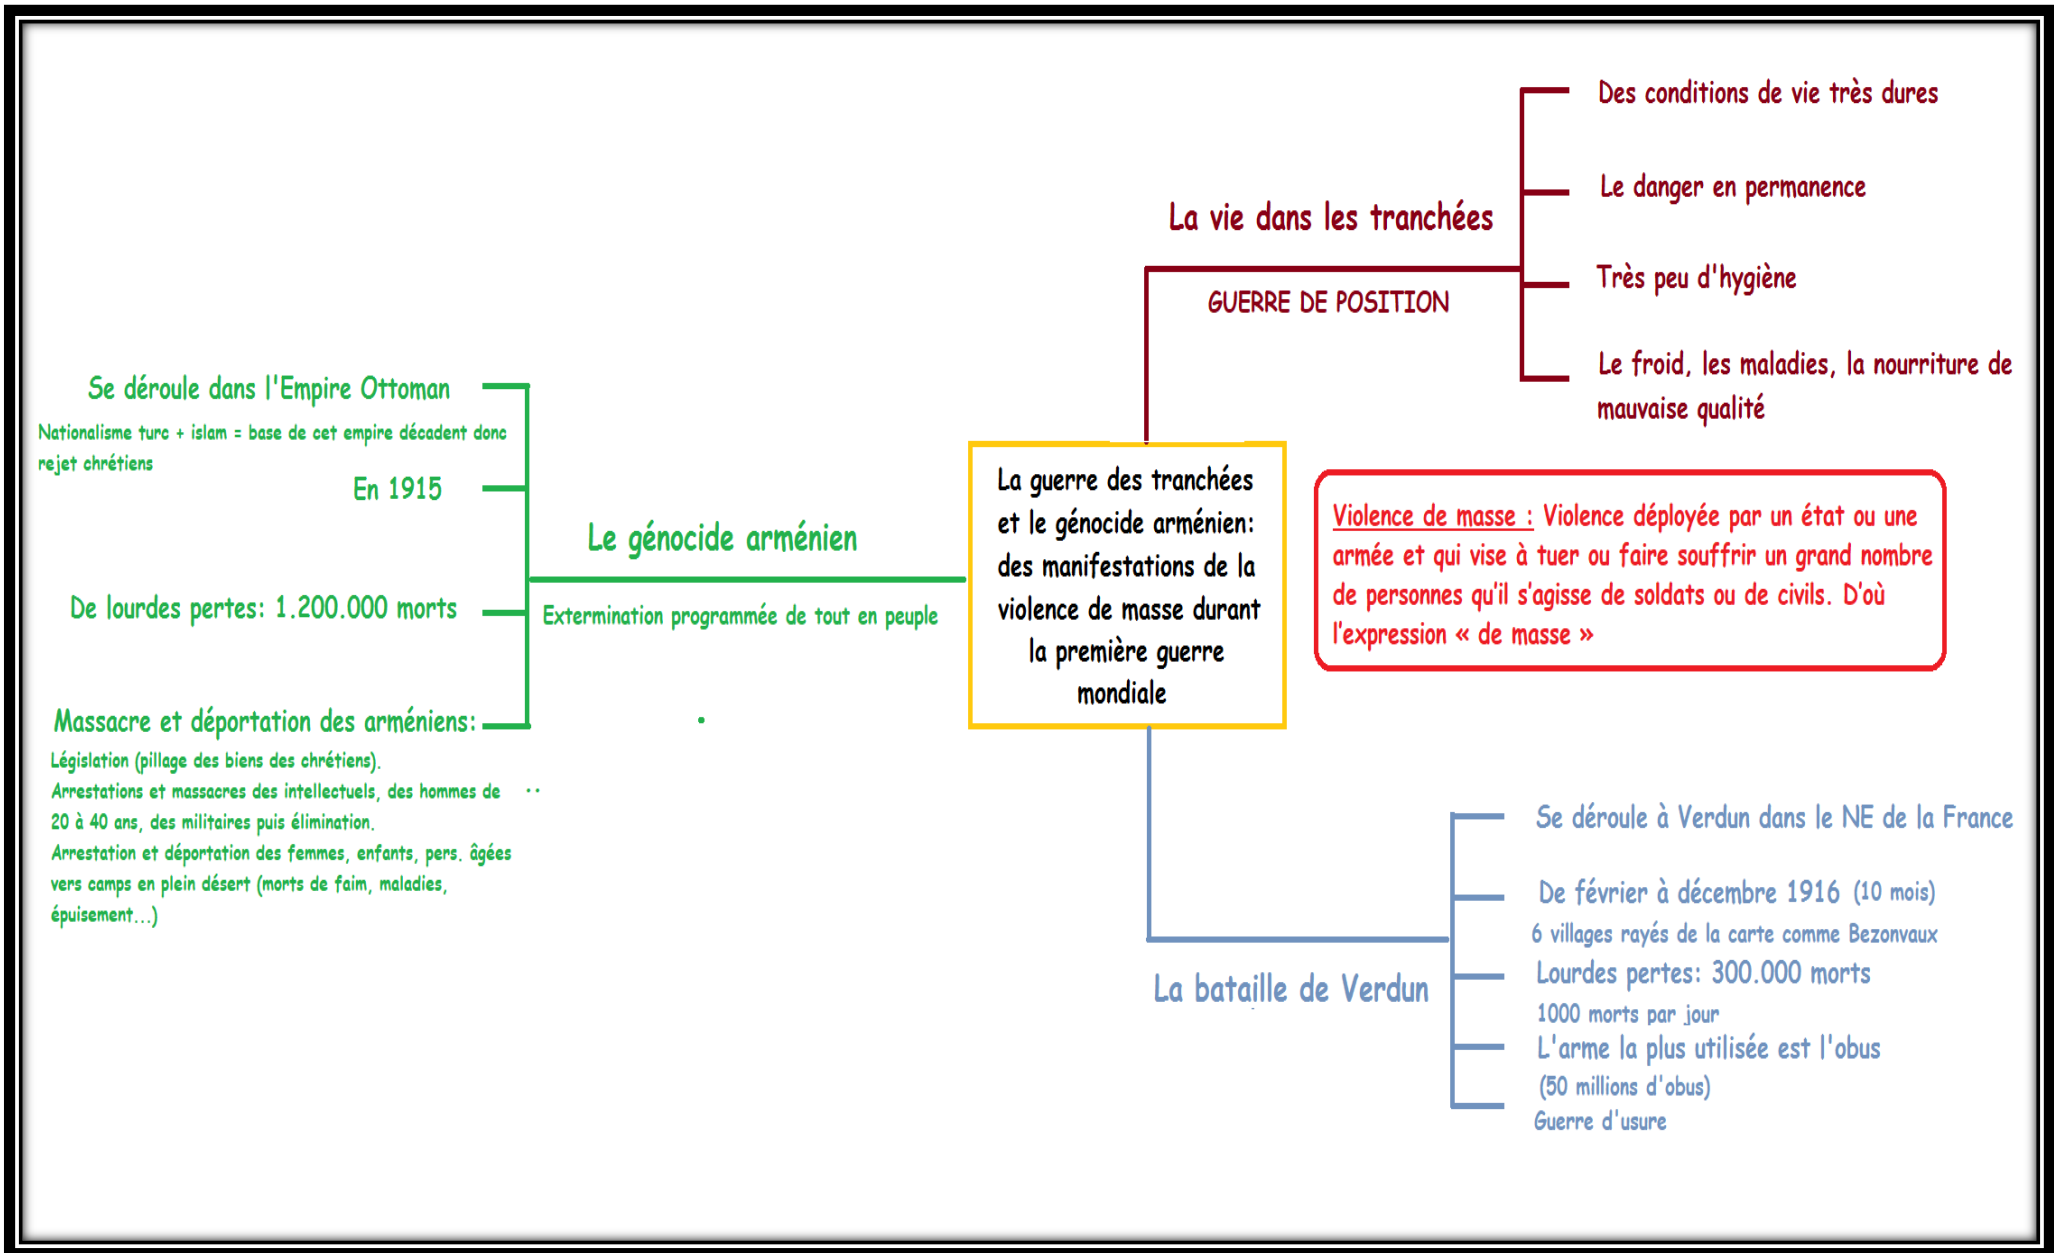 La guerre des tranchées
et le génocide arménien:
des manifestations de la
violence de masse durant
la première guerre
mondiale
Violence de masse : Violence déployée par un état ou une
armée et qui vise à tuer ou faire souffrir un grand nombre
de personnes qu'il s'agisse de soldats ou de civils. D'où
l'expression « de masse »
La vie dans les tranchées
GUERRE DE POSITION
Des conditions de vie très dures
Le danger en permanence
Très peu d'hygiène
Le froid, les maladies, la nourriture de
mauvaise qualité
La bataille de Verdun
Se déroule à Verdun dans le NE de la France
De février à décembre 1916 (10 mois)
6 villages rayés de la carte comme Bezonvaux
Lourdes pertes: 300.000 morts
1000 morts par jour
L'arme la plus utilisée est l'obus
(50 millions d'obus)
Guerre d'usure
Le génocide arménien
Extermination programmée de tout en peuple
Se déroule dans l'Empire Ottoman
Nationalisme turc + islam = base de cet empire décadent donc
rejet chrétiens
En 1915
De lourdes pertes: 1.200.000 morts
Massacre et déportation des arméniens:
Législation (pillage des biens des chrétiens).
Arrestations et massacres des intellectuels, des hommes de
20 à 40 ans, des militaires puis élimination.
Arrestation et déportation des femmes, enfants, pers. âgées
vers camps en plein désert (morts de faim, maladies,
épuisement...)